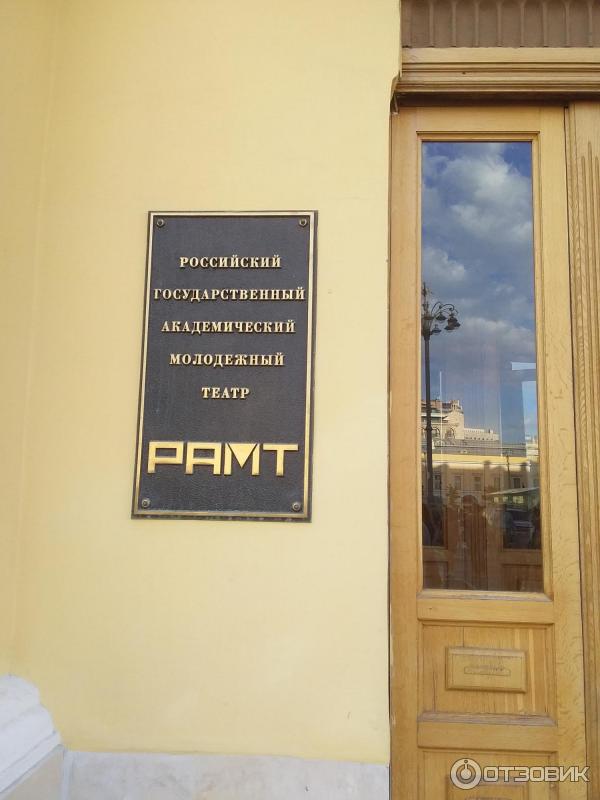 РОССИЙСКИЙ
ГОСУДАРСТВЕННЫЙ
АКАДЕМИЧЕСКИЙ
МОЛОДЕЖНЫЙ
ТЕАТР
РАМТ
ОТЗОВИК